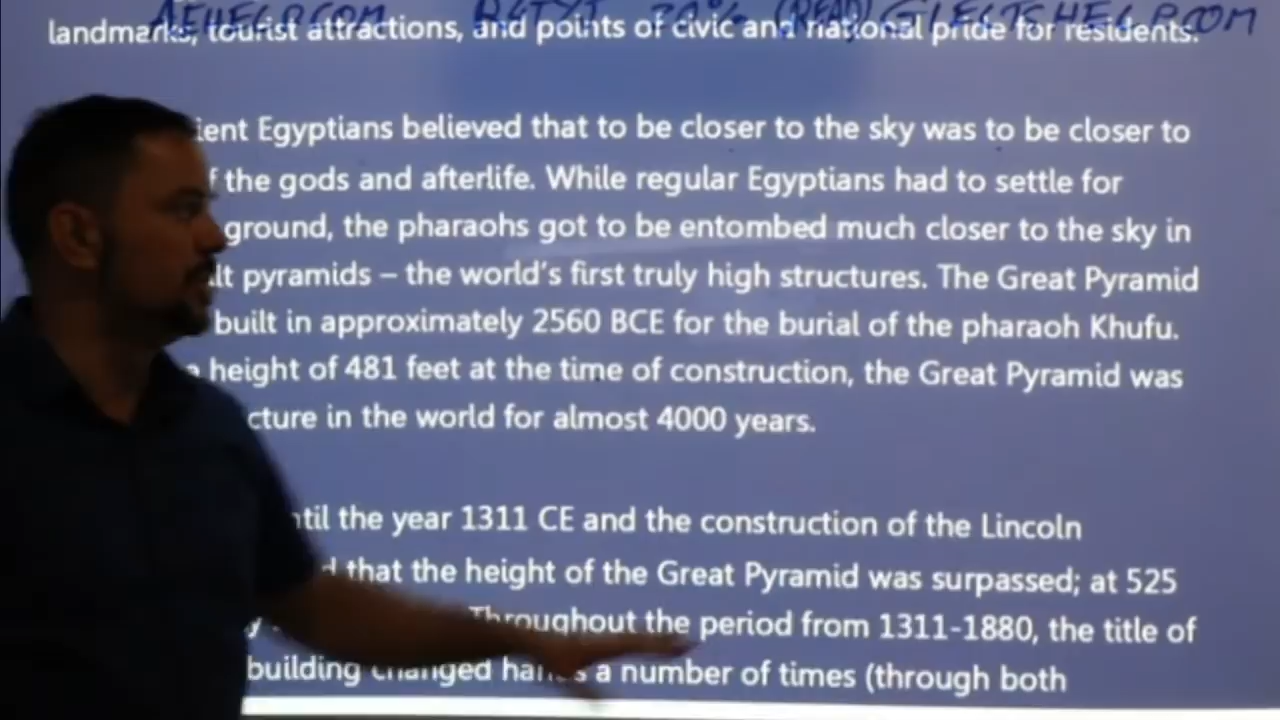 AEHELP.COM (READ) GIELTSHELP.COM
landmarks, tourist attractions, and points of civic and national pride for residents.
Egyptians believed that to be closer to the sky was to be closer to
the gods and afterlife. While regular Egyptians had to settle for
ground, the pharaohs got to be entombed much closer to the sky in
pyramids – the world's first truly high structures. The Great Pyramid
built in approximately 2560 BCE for the burial of the pharaoh Khufu.
height of 481 feet at the time of construction, the Great Pyramid was
cture in the world for almost 4000 years.
the year 1311 CE and the construction of the Lincoln
that the height of the Great Pyramid was surpassed; at 525
Throughout the period from 1311-1880, the title of
building changed hands a number of times (through both